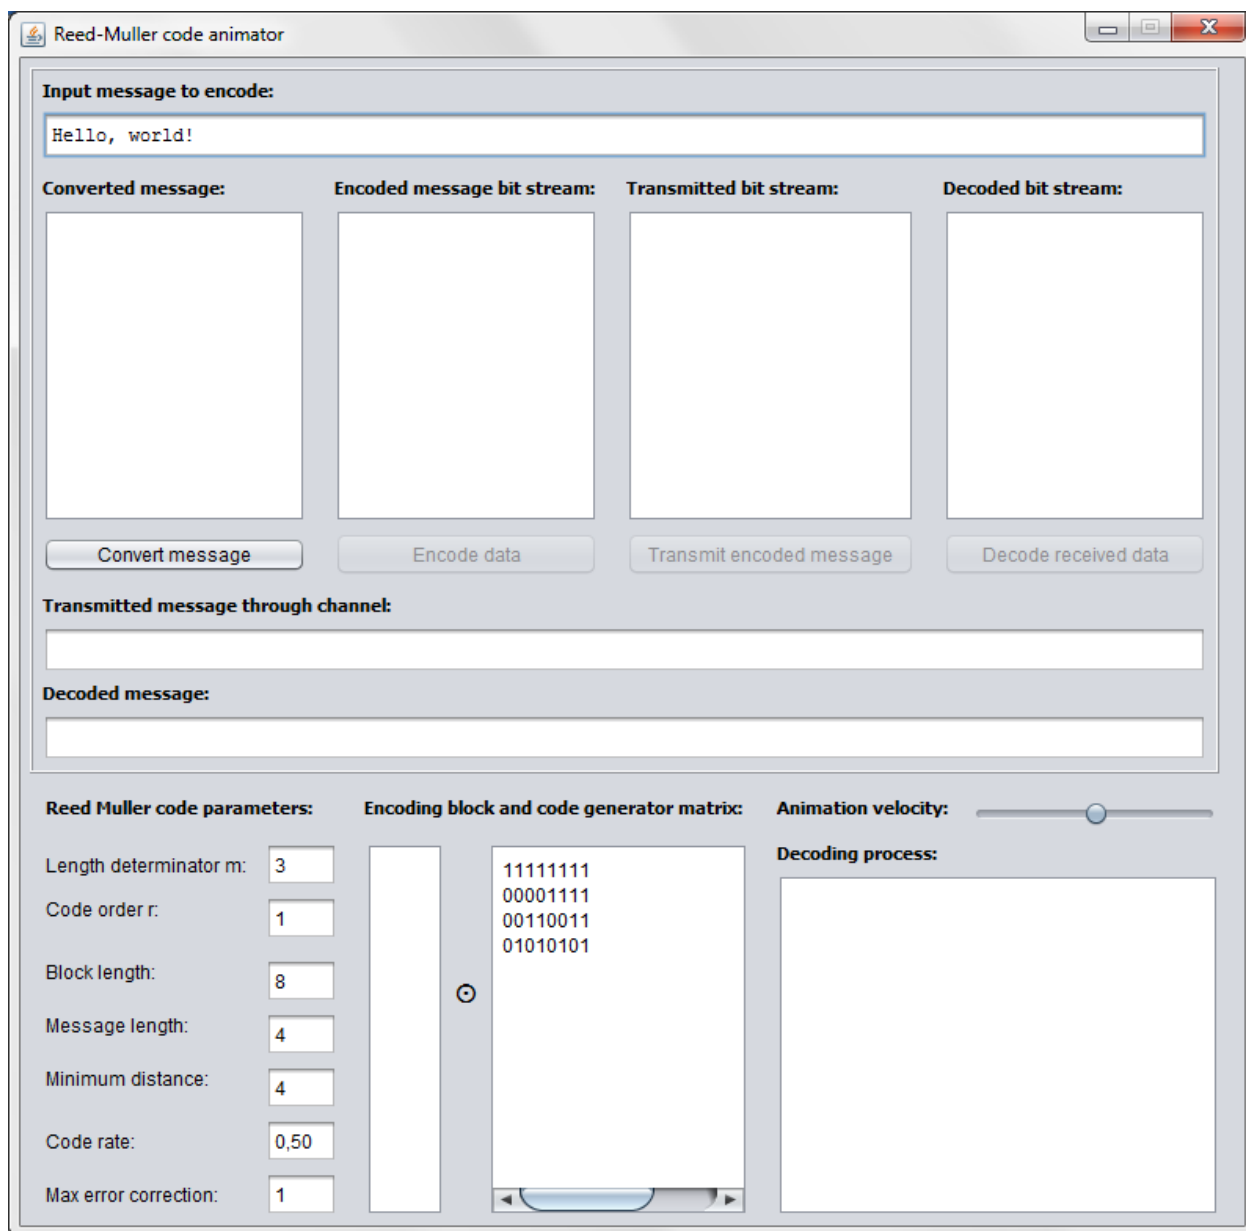 Reed-Muller code animator
Input message to encode:
Hello, world!
Converted message: Encoded message bit stream: Transmitted bit stream: Decoded bit stream:
Convert message Encode data Transmit encoded message Decode received data
Transmitted message through channel:
Decoded message:
Reed Muller code parameters:
Length determinator m: 3
Code order r: 1
Block length: 8
Message length: 4
Minimum distance: 4
Code rate: 0,50
Max error correction: 1
Encoding block and code generator matrix:
⊙
11111111
00001111
00110011
01010101
Animation velocity:
Decoding process: